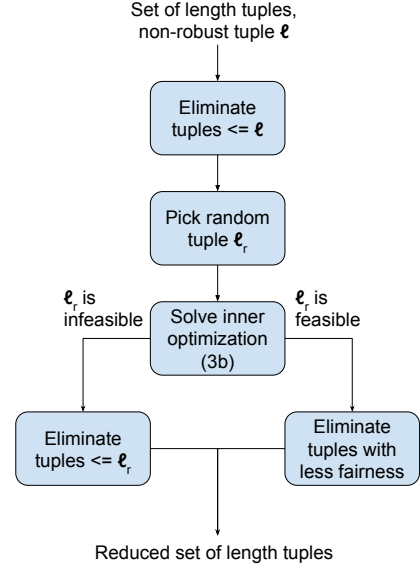 Set of length tuples,
non-robust tuple ℓ
Eliminate
tuples <= ℓ
Pick random
tuple ℓr
ℓr is
infeasible
Solve inner
optimization
(3b)
ℓr is
feasible
Eliminate
tuples <= ℓr
Eliminate
tuples with
less fairness
Reduced set of length tuples